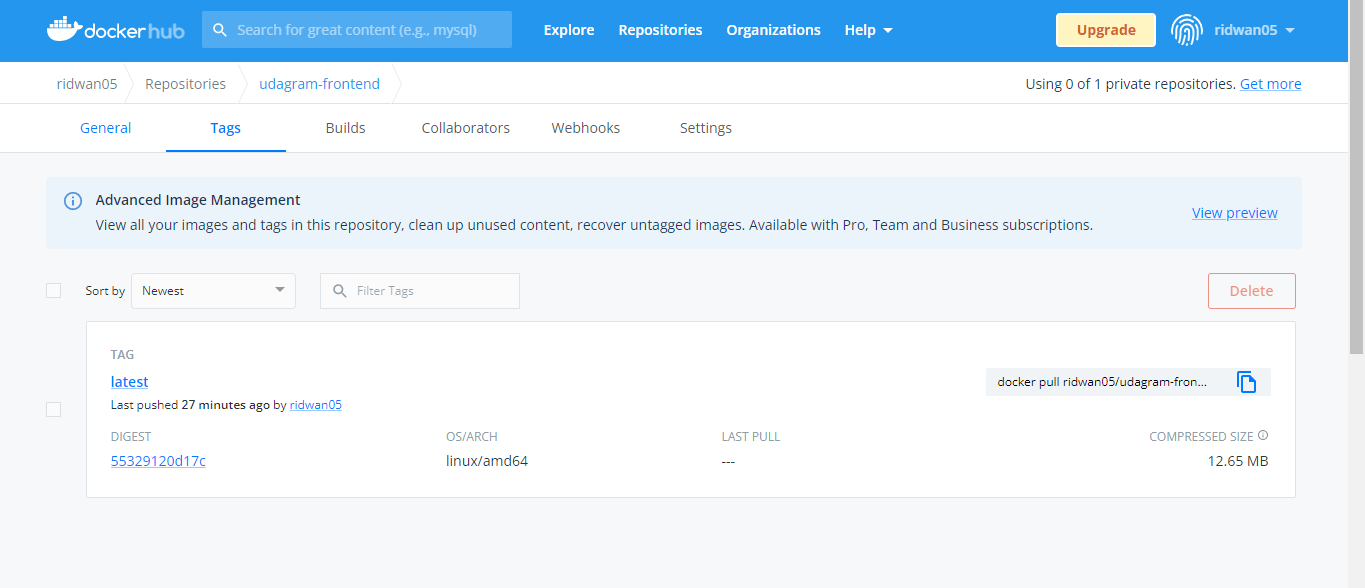 docker hub
Search for great content (e.g., mysql)
Explore
Repositories
Organizations
Help
Upgrade
ridwan05
ridwan05
Repositories
udagram-frontend
Using 0 of 1 private repositories. Get more
General
Tags
Builds
Collaborators
Webhooks
Settings
Advanced Image Management
View all your images and tags in this repository, clean up unused content, recover untagged images. Available with Pro, Team and Business subscriptions.
View preview
Sort by
Newest
Filter Tags
Delete
TAG
latest
docker pull ridwan05/udagram-fron...
Last pushed 27 minutes ago by ridwan05
DIGEST
OS/ARCH
LAST PULL
COMPRESSED SIZE
55329120d17c
linux/amd64
---
12.65 MB